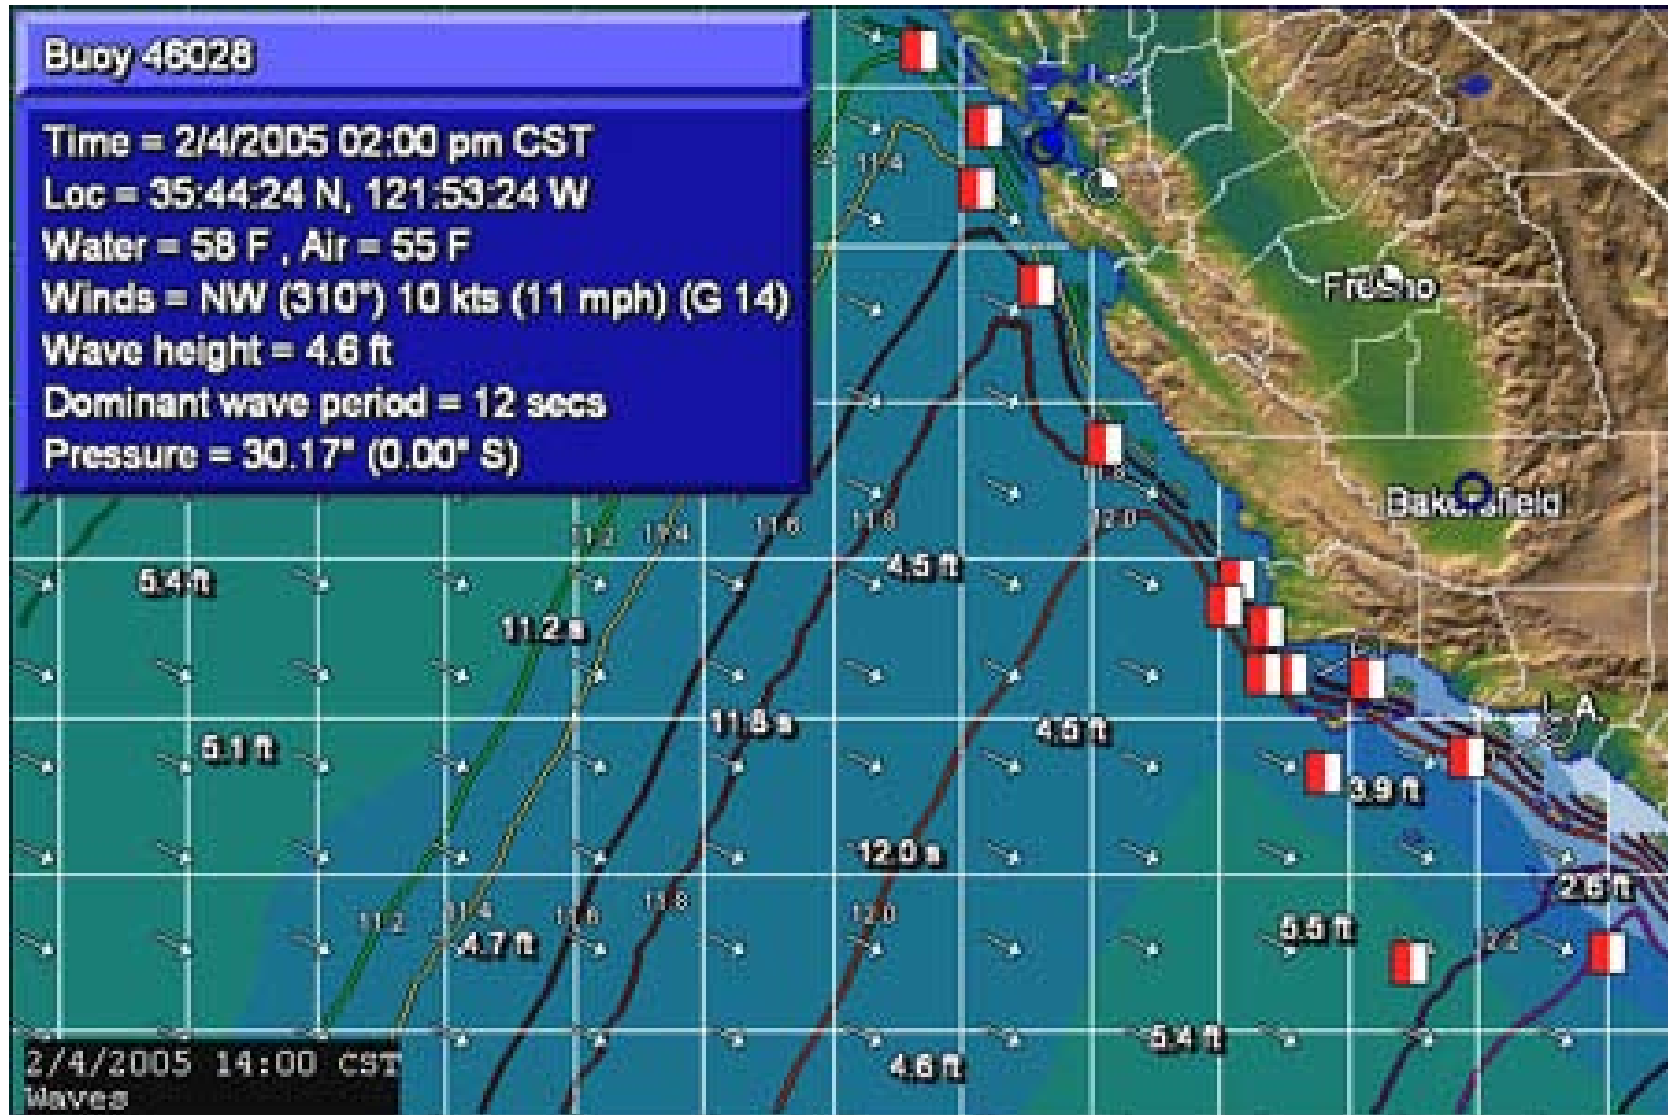 Buoy 46028
Time = 2/4/2005 02:00 pm CST
Loc = 35:44:24 N, 121:53:24 W
Water = 58 F , Air = 55 F
Winds = NW (310°) 10 kts (11 mph) (G 14)
Wave height = 4.6 ft
Dominant wave period = 12 secs
Pressure = 30.17" (0.00" S)
11.4
Fresno
Bakersfield
11.8
12.0
11.2
11.4
11.6
11.8
4.5 ft
5.4 ft
11.2 s
L.A.
11.8 s
4.5 ft
5.1 ft
3.9 ft
12.0 s
2.6 ft
11.2
11.4
11.6
11.8
12.0
4.7 ft
5.5 ft
12.2
5.4 ft
4.6 ft
2/4/2005 14:00 CST
Waves